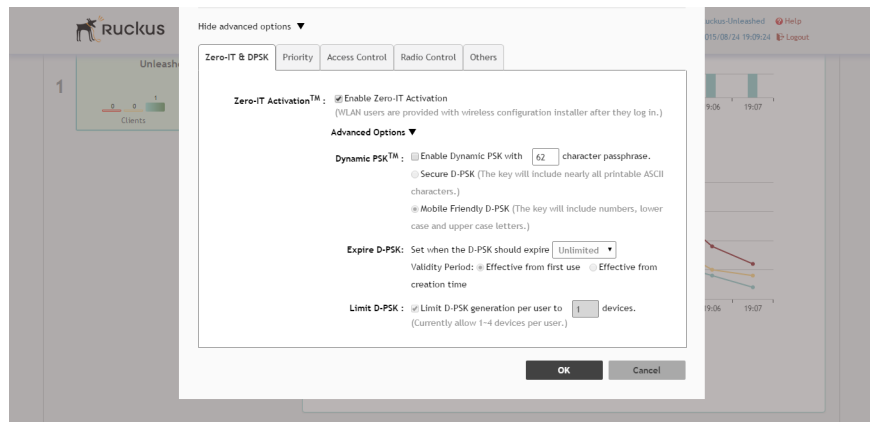 Ruckus
Hide advanced options ▼
uckus-Unleashed Help
015/08/24 19:09:24 Logout
Zero-IT & DPSK Priority Access Control Radio Control Others
Unleash
1
0 0 1
Clients
19:06 19:07
Zero-IT Activation™ : Enable Zero-IT Activation
(WLAN users are provided with wireless configuration installer after they log in.)
Advanced Options ▼
Dynamic PSK™ : Enable Dynamic PSK with 62 character passphrase.
Secure D-PSK (The key will include nearly all printable ASCII
characters.)
Mobile Friendly D-PSK (The key will include numbers, lower
case and upper case letters.)
Expire D-PSK: Set when the D-PSK should expire Unlimited ▼
Validity Period: Effective from first use Effective from
creation time
Limit D-PSK : Limit D-PSK generation per user to 1 devices.
(Currently allow 1~4 devices per user.)
19:06 19:07
OK Cancel